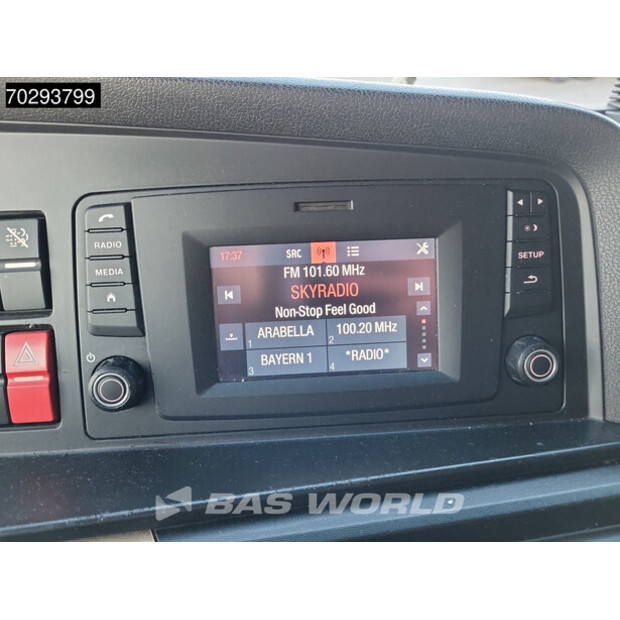 70293799
RADIO
MEDIA
SETUP
17:37 SRC
FM 101.60 MHz
SKYRADIO
Non-Stop Feel Good
1 ARABELLA
2 100.20 MHz
3 BAYERN 1
4 *RADIO*
BAS WORLD